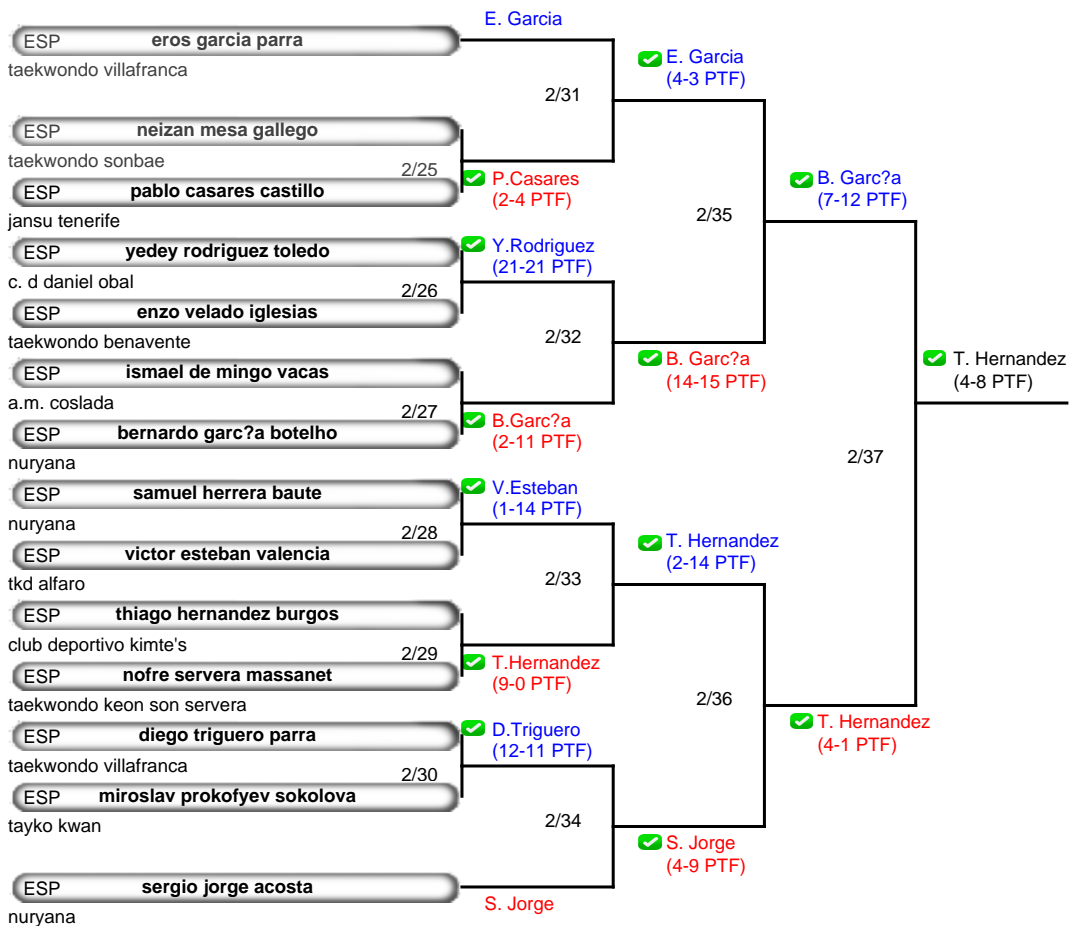 E. Garcia
ESP eros garcia parra
taekwondo villafranca
E. Garcia
(4-3 PTF)
2/31
ESP neizan mesa gallego
taekwondo sonbae
2/25
ESP pablo casares castillo
jansu tenerife
P.Casares
(2-4 PTF)
B. Garc?a
(7-12 PTF)
2/35
ESP yedey rodriguez toledo
c. d daniel obal
Y.Rodriguez
(21-21 PTF)
2/26
ESP enzo velado iglesias
taekwondo benavente
2/32
B. Garc?a
(14-15 PTF)
T. Hernandez
(4-8 PTF)
ESP ismael de mingo vacas
a.m. coslada
2/27
ESP bernardo garc?a botelho
nuryana
B.Garc?a
(2-11 PTF)
2/37
ESP samuel herrera baute
nuryana
V.Esteban
(1-14 PTF)
2/28
ESP victor esteban valencia
tkd alfaro
T. Hernandez
(2-14 PTF)
2/33
ESP thiago hernandez burgos
club deportivo kimte's
2/29
ESP nofre servera massanet
taekwondo keon son servera
T.Hernandez
(9-0 PTF)
2/36
ESP diego triguero parra
taekwondo villafranca
D.Triguero
(12-11 PTF)
T. Hernandez
(4-1 PTF)
2/30
ESP miroslav prokofyev sokolova
tayko kwan
2/34
S. Jorge
(4-9 PTF)
ESP sergio jorge acosta
nuryana
S. Jorge